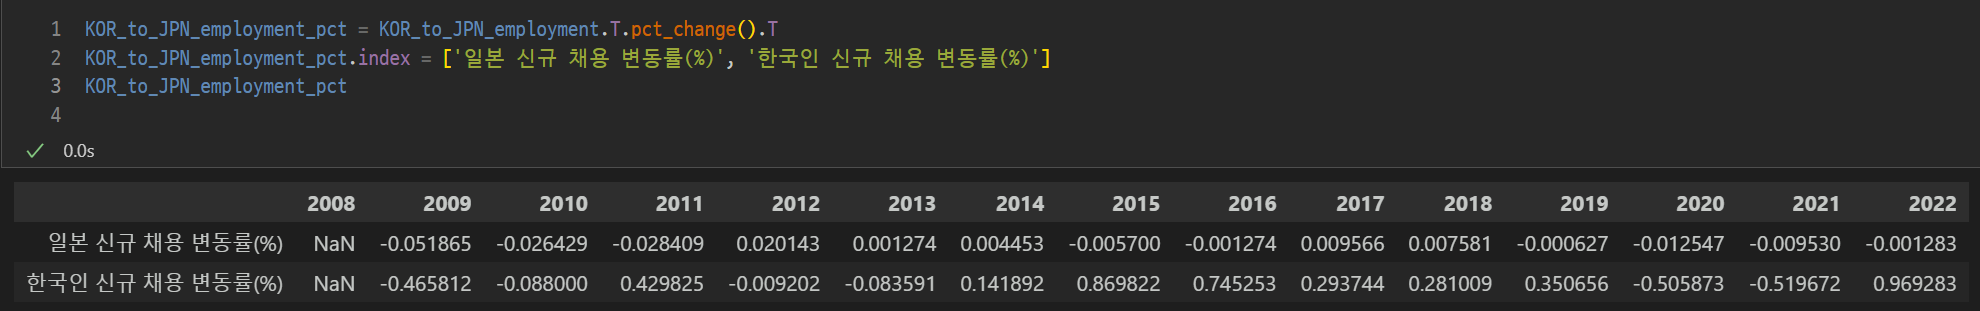 1 KOR_to_JPN_employment_pct = KOR_to_JPN_employment.T.pct_change().T
2 KOR_to_JPN_employment_pct.index = ['일본 신규 채용 변동률(%)', '한국인 신규 채용 변동률(%)']
3 KOR_to_JPN_employment_pct
4
0.0s
2008 2009 2010 2011 2012 2013 2014 2015 2016 2017 2018 2019 2020 2021 2022
일본 신규 채용 변동률(%) NaN -0.051865 -0.026429 -0.028409 0.020143 0.001274 0.004453 -0.005700 -0.001274 0.009566 0.007581 -0.000627 -0.012547 -0.009530 -0.001283
한국인 신규 채용 변동률(%) NaN -0.465812 -0.088000 0.429825 -0.009202 -0.083591 0.141892 0.869822 0.745253 0.293744 0.281009 0.350656 -0.505873 -0.519672 0.969283